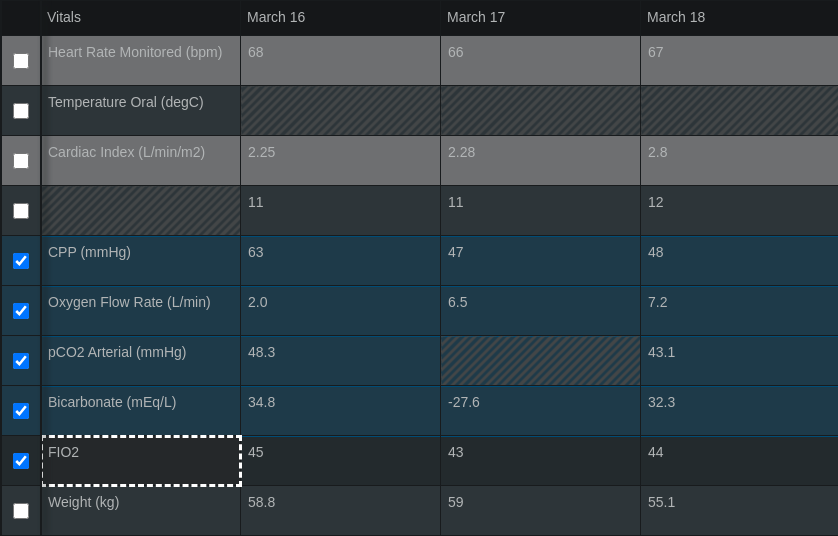 Vitals March 16 March 17 March 18
Heart Rate Monitored (bpm) 68 66 67
Temperature Oral (degC)
Cardiac Index (L/min/m2) 2.25 2.28 2.8
11 11 12
CPP (mmHg) 63 47 48
Oxygen Flow Rate (L/min) 2.0 6.5 7.2
pCO2 Arterial (mmHg) 48.3 43.1
Bicarbonate (mEq/L) 34.8 -27.6 32.3
FIO2 45 43 44
Weight (kg) 58.8 59 55.1